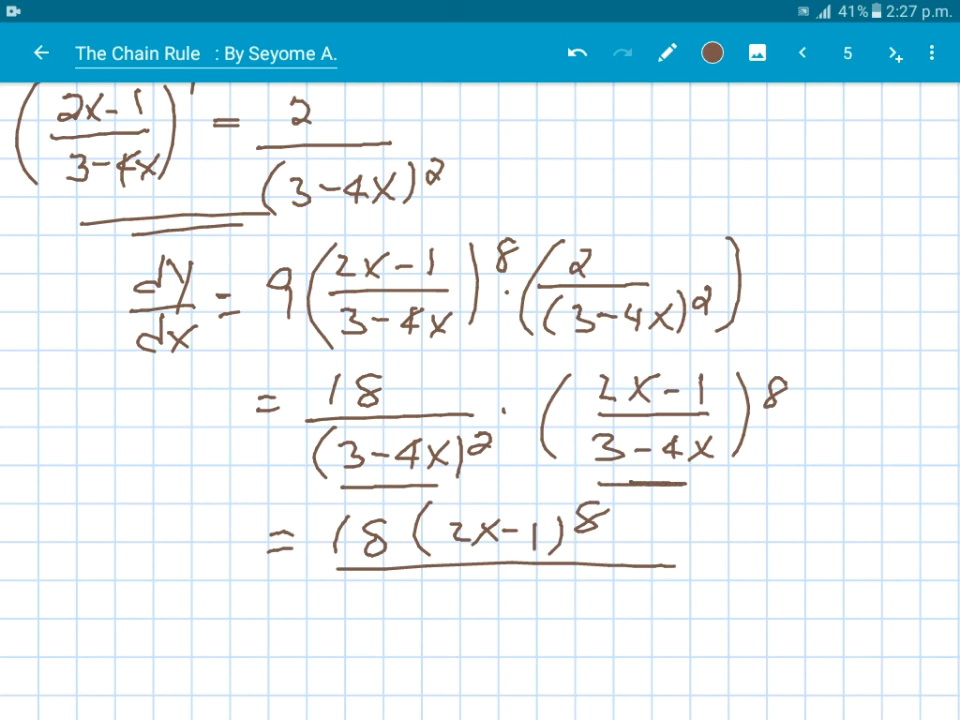 41% 2:27 p.m.
The Chain Rule : By Seyome A. 5
((2x-1)/(3-4x))' = 2/(3-4x)^2
dy/dx = 9((2x-1)/(3-4x))^8 · (2/(3-4x)^2)
= 18/(3-4x)^2 · ((2x-1)/(3-4x))^8
= 18(2x-1)^8